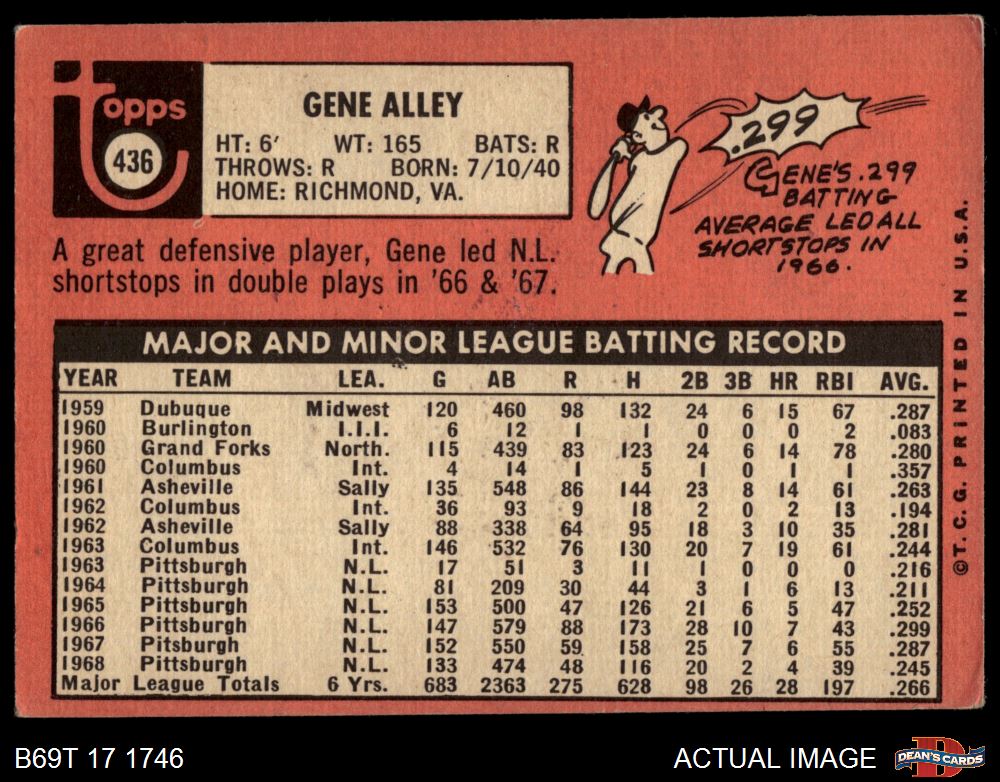 Topps
436
GENE ALLEY
HT: 6' WT: 165 BATS: R
THROWS: R BORN: 7/10/40
HOME: RICHMOND, VA.
A great defensive player, Gene led N.L.
shortstops in double plays in '66 & '67.
.299
GENE'S .299
BATTING
AVERAGE LED ALL
SHORTSTOPS IN
1966.
MAJOR AND MINOR LEAGUE BATTING RECORD
YEAR TEAM LEA. G AB R H 2B 3B HR RBI AVG.
1959 Dubuque Midwest 120 460 98 132 24 6 15 67 .287
1960 Burlington I.I.I. 6 12 1 1 0 0 0 2 .083
1960 Grand Forks North. 115 439 83 123 24 6 14 78 .280
1960 Columbus Int. 4 14 1 5 1 0 1 1 .357
1961 Asheville Sally 135 548 86 144 23 8 14 61 .263
1962 Columbus Int. 36 93 9 18 2 0 2 13 .194
1962 Asheville Sally 88 338 64 95 18 3 10 35 .281
1963 Columbus Int. 146 532 76 130 20 7 19 61 .244
1963 Pittsburgh N.L. 17 51 3 11 1 0 0 0 .216
1964 Pittsburgh N.L. 81 209 30 44 3 1 6 13 .211
1965 Pittsburgh N.L. 153 500 47 126 21 6 5 47 .252
1966 Pittsburgh N.L. 147 579 88 173 28 10 7 43 .299
1967 Pitsburgh N.L. 152 550 59 158 25 7 6 55 .287
1968 Pittsburgh N.L. 133 474 48 116 20 2 4 39 .245
Major League Totals 6 Yrs. 683 2363 275 628 98 26 28 197 .266
©T.C.G. PRINTED IN U.S.A.
B69T 17 1746
ACTUAL IMAGE
D
DEAN'S CARDS